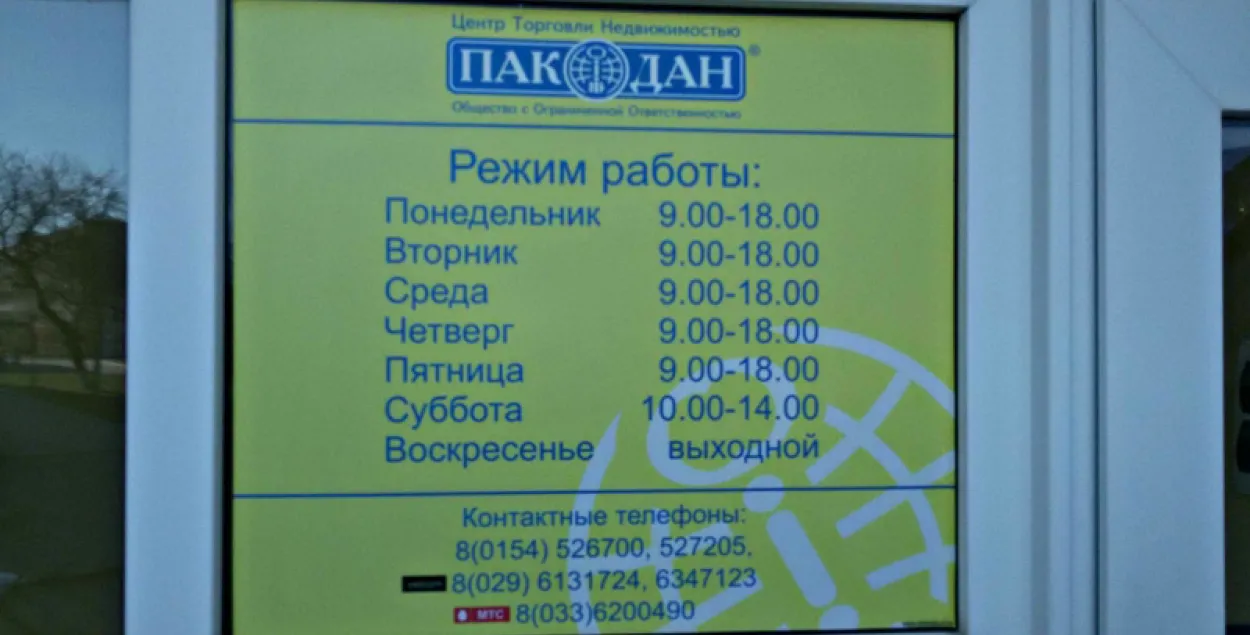 Центр Торговли Недвижимостью
ПАКОДАН®
Общество с Ограниченной Ответственностью
Режим работы:
Понедельник 9.00-18.00
Вторник 9.00-18.00
Среда 9.00-18.00
Четверг 9.00-18.00
Пятница 9.00-18.00
Суббота 10.00-14.00
Воскресенье выходной
Контактные телефоны:
8(0154) 526700, 527205,
8(029) 6131724, 6347123
МТС 8(033)6200490